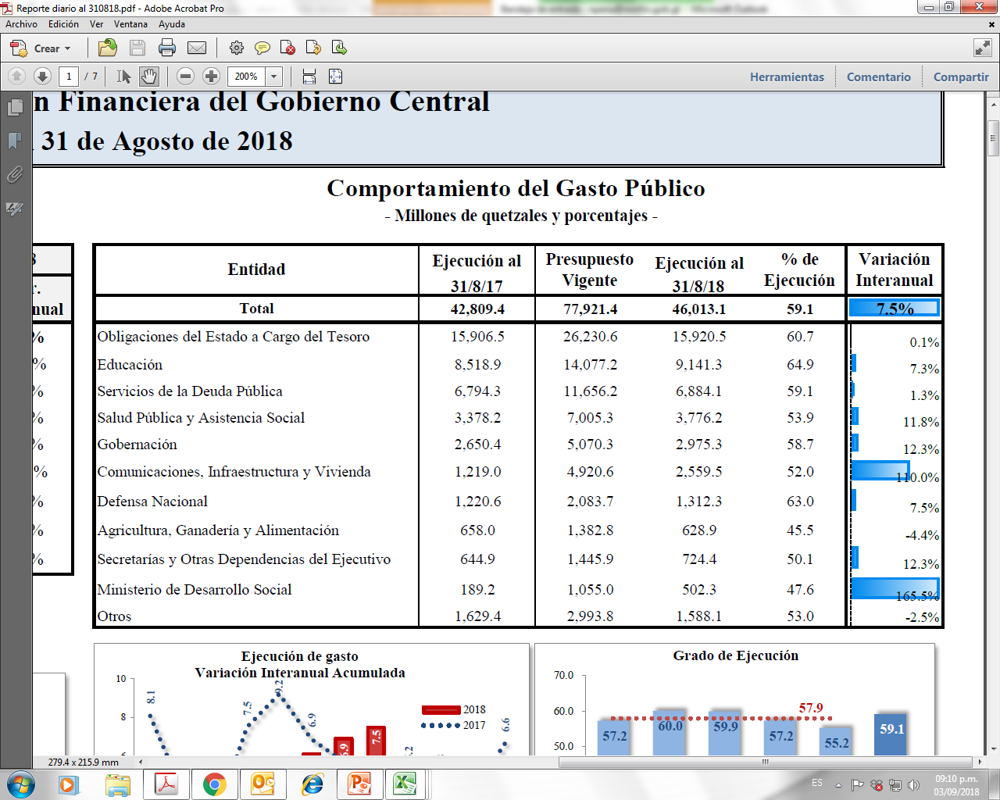 Reporte diario al 310818.pdf - Adobe Acrobat Pro
Archivo Edición Ver Ventana Ayuda
Crear
1 / 7 200% Herramientas Comentario Compartir
n Financiera del Gobierno Central
31 de Agosto de 2018
Comportamiento del Gasto Público
- Millones de quetzales y porcentajes -
Entidad Ejecución al 31/8/17 Presupuesto Vigente Ejecución al 31/8/18 % de Ejecución Variación Interanual
Total 42,809.4 77,921.4 46,013.1 59.1 7.5%
Obligaciones del Estado a Cargo del Tesoro 15,906.5 26,230.6 15,920.5 60.7 0.1%
Educación 8,518.9 14,077.2 9,141.3 64.9 7.3%
Servicios de la Deuda Pública 6,794.3 11,656.2 6,884.1 59.1 1.3%
Salud Pública y Asistencia Social 3,378.2 7,005.3 3,776.2 53.9 11.8%
Gobernación 2,650.4 5,070.3 2,975.3 58.7 12.3%
Comunicaciones, Infraestructura y Vivienda 1,219.0 4,920.6 2,559.5 52.0 110.0%
Defensa Nacional 1,220.6 2,083.7 1,312.3 63.0 7.5%
Agricultura, Ganadería y Alimentación 658.0 1,382.8 628.9 45.5 -4.4%
Secretarías y Otras Dependencias del Ejecutivo 644.9 1,445.9 724.4 50.1 12.3%
Ministerio de Desarrollo Social 189.2 1,055.0 502.3 47.6 165.5%
Otros 1,629.4 2,993.8 1,588.1 53.0 -2.5%
Ejecución de gasto
Variación Interanual Acumulada
10
8
8.1
7.5
9.2
6.9
7.5
6.6
2018
2017
Grado de Ejecución
70.0
60.0
50.0
57.9
57.2 60.0 59.9 57.2 55.2 59.1
279.4 x 215.9 mm
ES
09:10 p.m.
03/09/2018